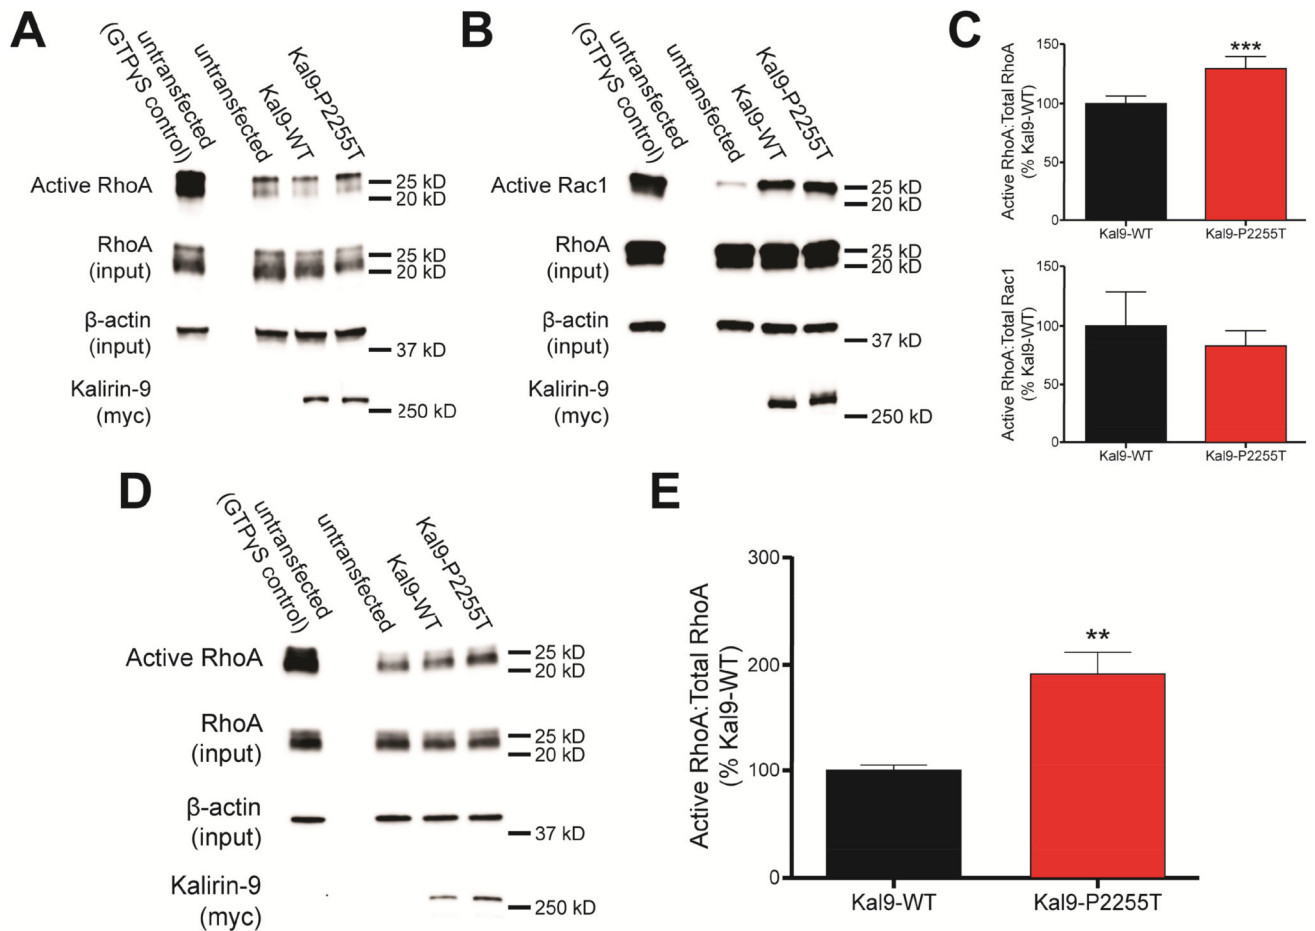 A
untransfected
(GTPγS control)
untransfected
Kal9-WT
Kal9-P2255T
Active RhoA
25 kD
20 kD
RhoA
(input)
25 kD
20 kD
β-actin
(input)
37 kD
Kalirin-9
(myc)
250 kD
B
untransfected
(GTPγS control)
untransfected
Kal9-WT
Kal9-P2255T
Active Rac1
25 kD
20 kD
RhoA
(input)
25 kD
20 kD
β-actin
(input)
37 kD
Kalirin-9
(myc)
250 kD
C
Active RhoA:Total RhoA
(% Kal9-WT)
150
100
50
0
***
Kal9-WT
Kal9-P2255T
Active RhoA:Total Rac1
(% Kal9-WT)
150
100
50
0
Kal9-WT
Kal9-P2255T
D
untransfected
(GTPγS control)
untransfected
Kal9-WT
Kal9-P2255T
Active RhoA
25 kD
20 kD
RhoA
(input)
25 kD
20 kD
β-actin
(input)
37 kD
Kalirin-9
(myc)
250 kD
E
Active RhoA:Total RhoA
(% Kal9-WT)
300
200
100
0
**
Kal9-WT
Kal9-P2255T